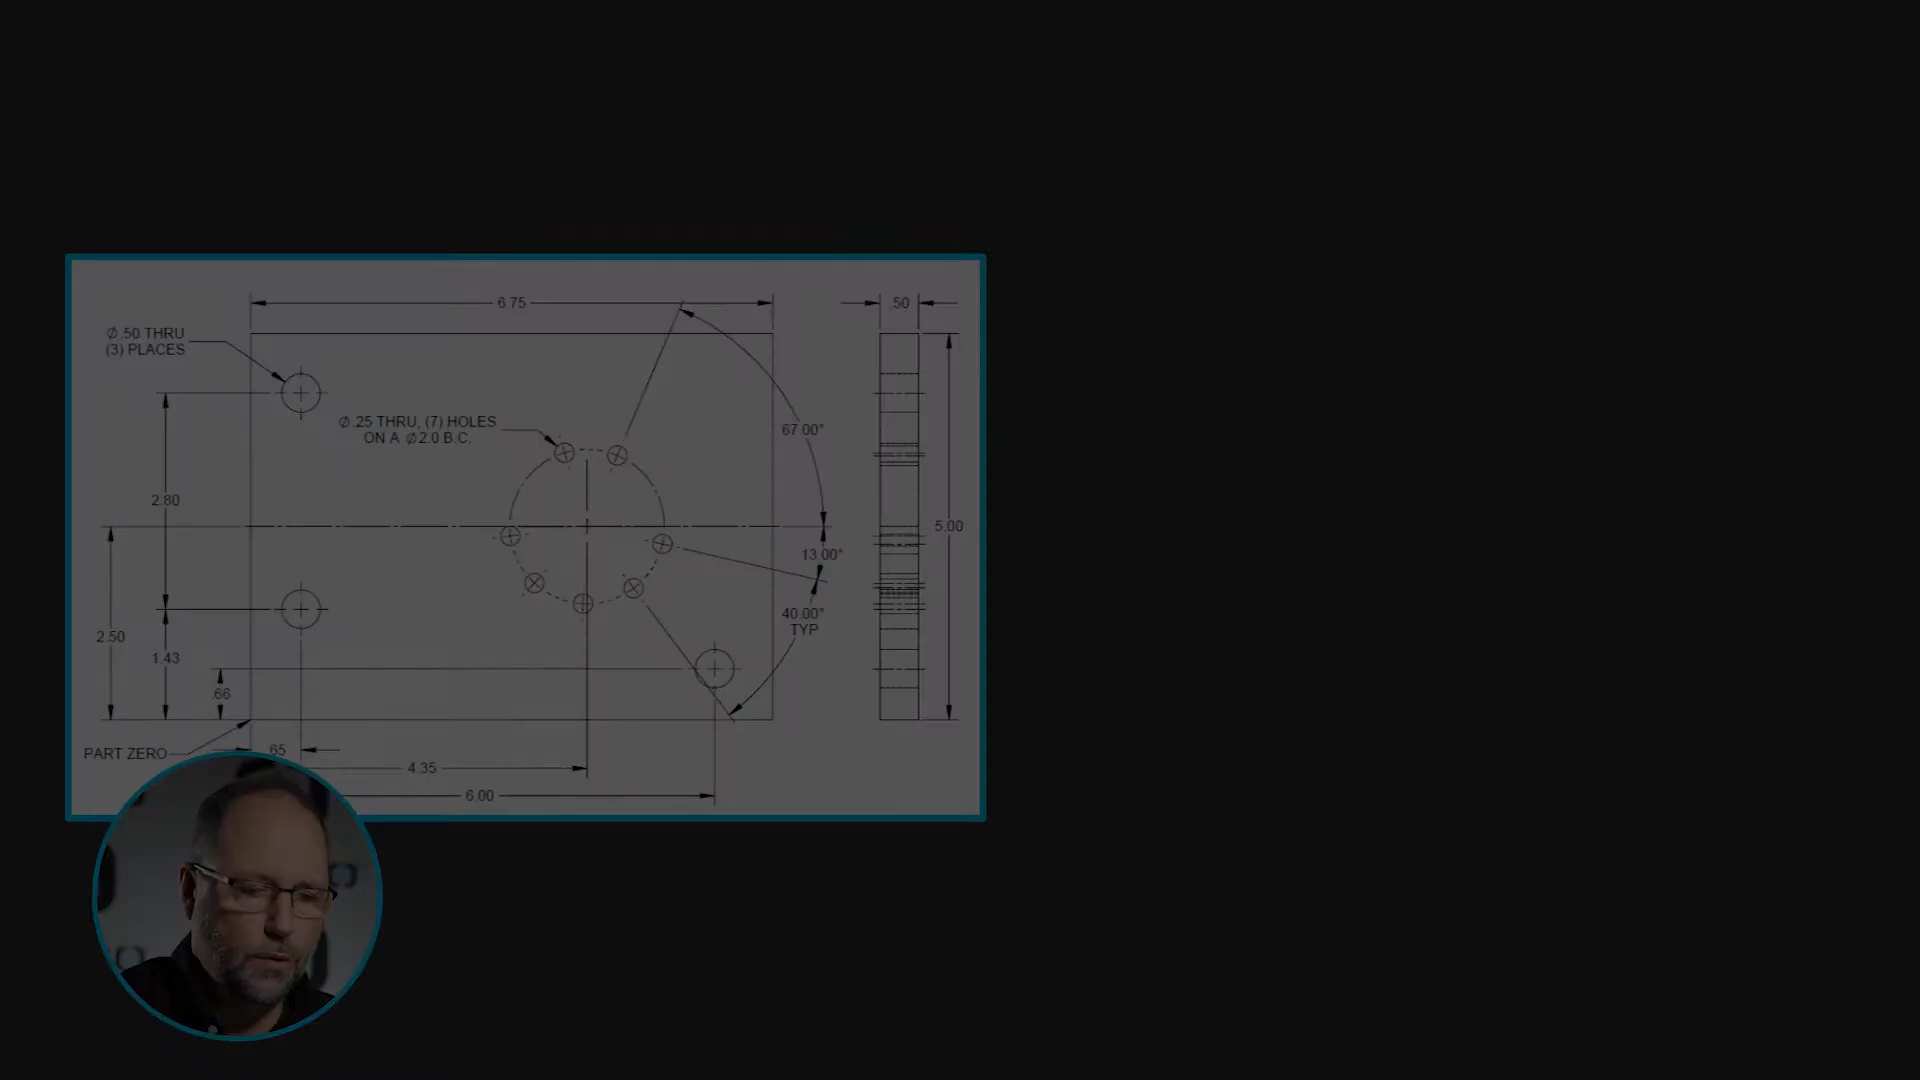 6.75
.50
Ø.50 THRU
(3) PLACES
Ø.25 THRU, (7) HOLES
ON A Ø2.0 B.C.
67.00°
2.80
5.00
13.00°
40.00°
TYP
2.50
1.43
.66
PART ZERO
.65
4.35
6.00